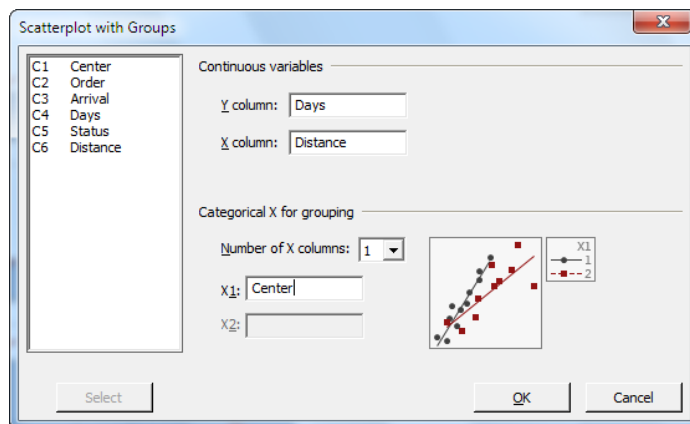 Scatterplot with Groups
C1 Center
C2 Order
C3 Arrival
C4 Days
C5 Status
C6 Distance
Continuous variables
Y column: Days
X column: Distance
Categorical X for grouping
Number of X columns: 1
X1: Center
X2:
X1
1
2
Select
OK
Cancel